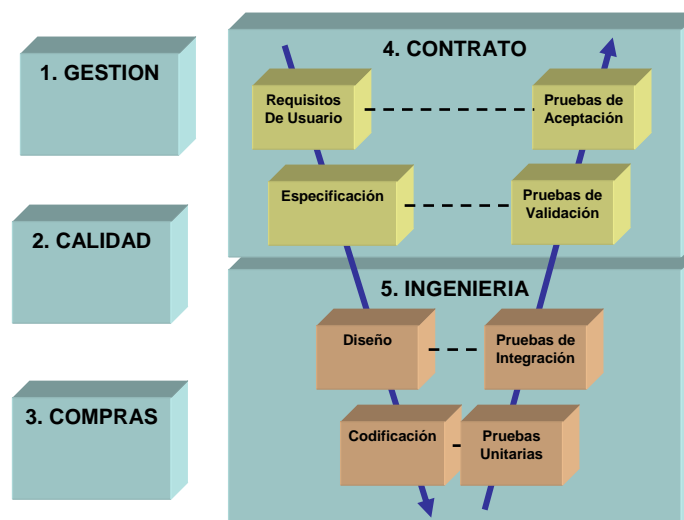 1. GESTION
2. CALIDAD
3. COMPRAS
4. CONTRATO
Requisitos
De Usuario
Pruebas de
Aceptación
Especificación
Pruebas de
Validación
5. INGENIERIA
Diseño
Pruebas de
Integración
Codificación
Pruebas
Unitarias